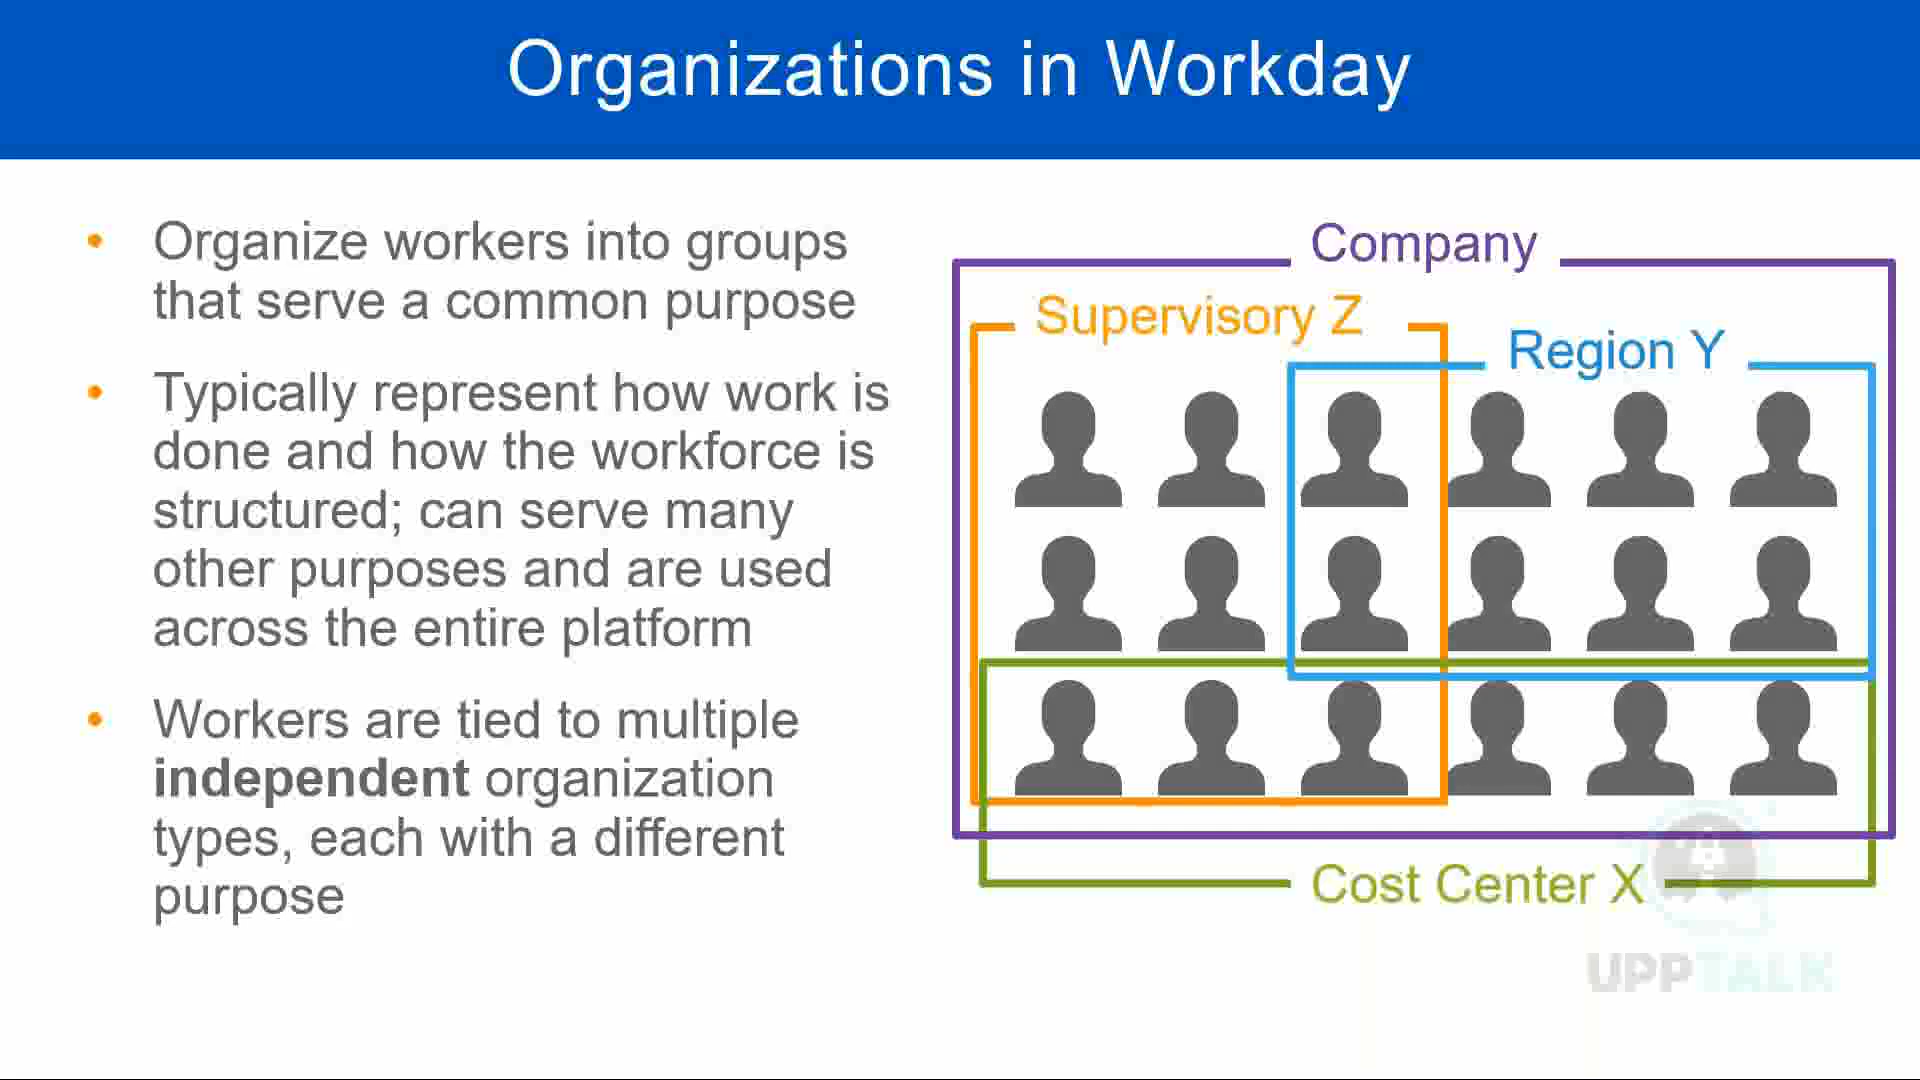 Organizations in Workday
• Organize workers into groups
that serve a common purpose
• Typically represent how work is
done and how the workforce is
structured; can serve many
other purposes and are used
across the entire platform
• Workers are tied to multiple
independent organization
types, each with a different
purpose
Company
Supervisory Z
Region Y
Cost Center X
UPPTALK